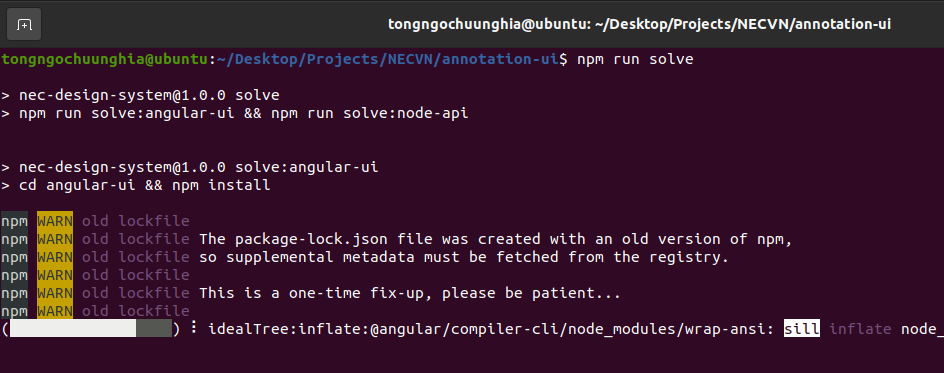 tongngochuunghia@ubuntu: ~/Desktop/Projects/NECVN/annotation-ui
tongngochuunghia@ubuntu:~/Desktop/Projects/NECVN/annotation-ui$ npm run solve
> nec-design-system@1.0.0 solve
> npm run solve:angular-ui && npm run solve:node-api
> nec-design-system@1.0.0 solve:angular-ui
> cd angular-ui && npm install
npm WARN old lockfile
npm WARN old lockfile The package-lock.json file was created with an old version of npm,
npm WARN old lockfile so supplemental metadata must be fetched from the registry.
npm WARN old lockfile
npm WARN old lockfile This is a one-time fix-up, please be patient...
npm WARN old lockfile
( ) ⠸ idealTree:inflate:@angular/compiler-cli/node_modules/wrap-ansi: sill inflate node_